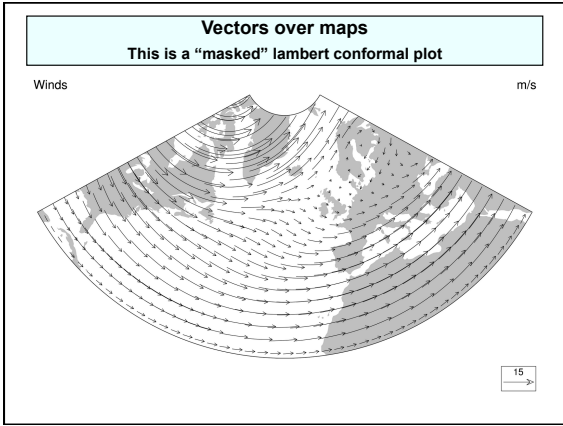 Vectors over maps
This is a “masked” lambert conformal plot
Winds
m/s
15